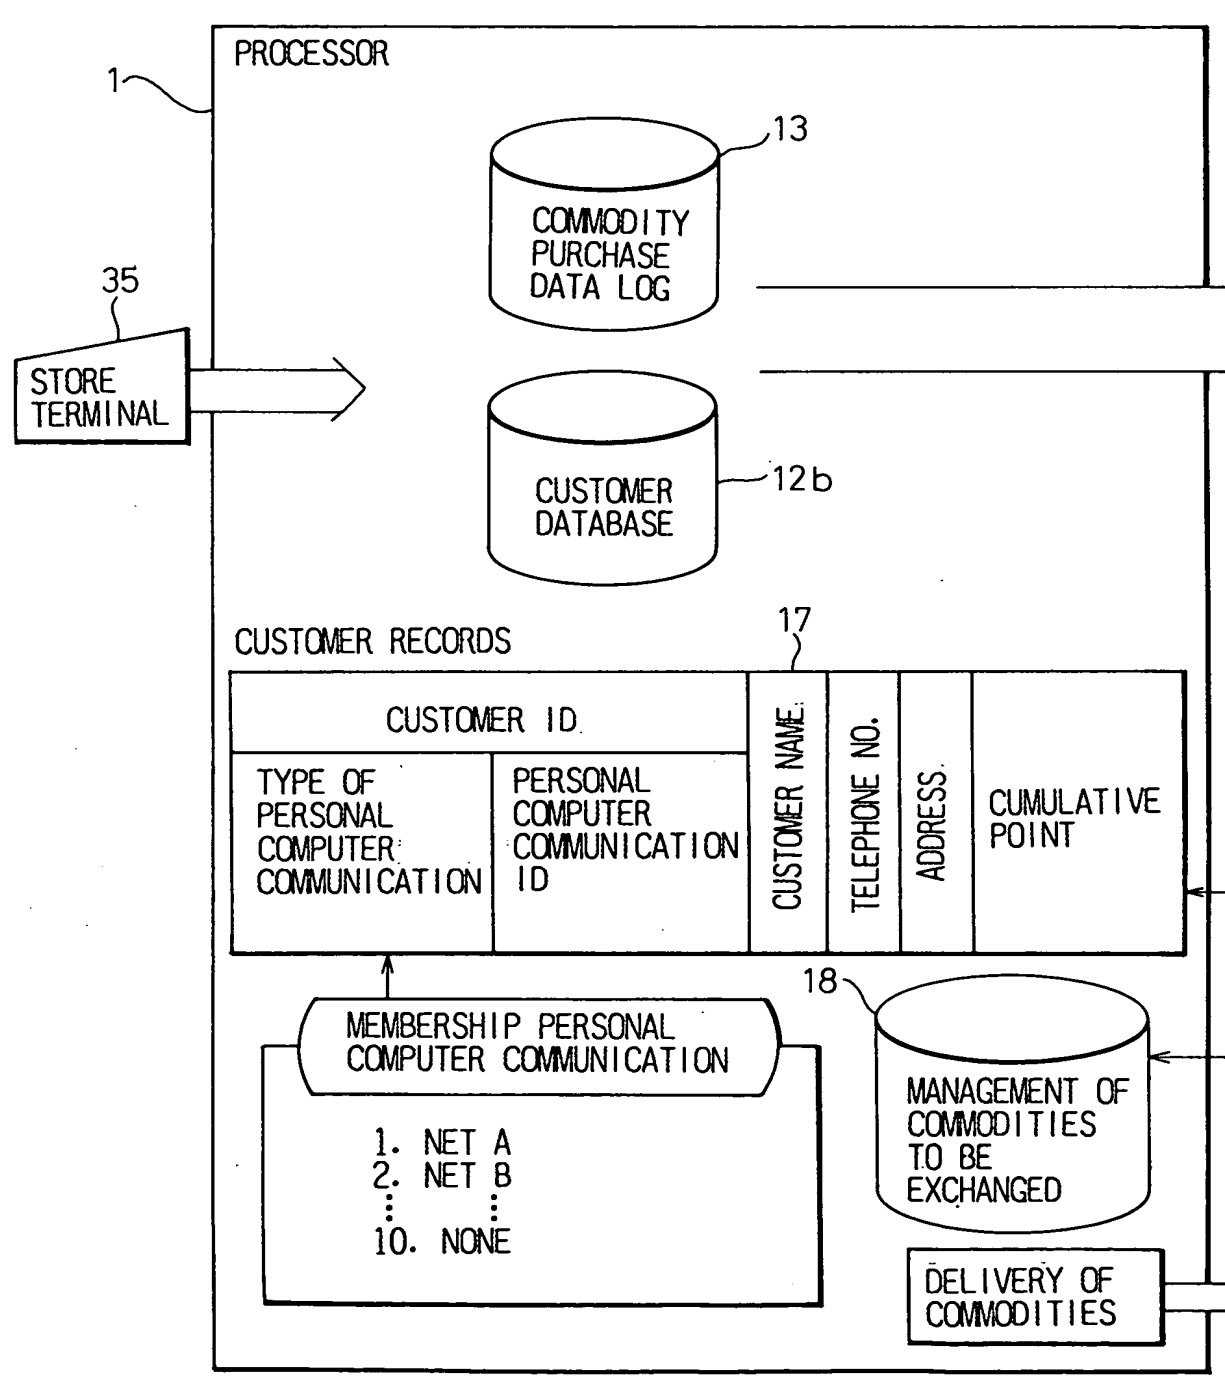 PROCESSOR
1
13
COMMODITY
PURCHASE
DATA LOG
35
STORE
TERMINAL
12b
CUSTOMER
DATABASE
CUSTOMER RECORDS
17
CUSTOMER ID
TYPE OF
PERSONAL
COMPUTER
COMMUNICATION
PERSONAL
COMPUTER
COMMUNICATION
ID
CUSTOMER NAME
TELEPHONE NO.
ADDRESS
CUMULATIVE
POINT
MEMBERSHIP PERSONAL
COMPUTER COMMUNICATION
1. NET A
2. NET B
10. NONE
18
MANAGEMENT OF
COMMODITIES
TO BE
EXCHANGED
DELIVERY OF
COMMODITIES